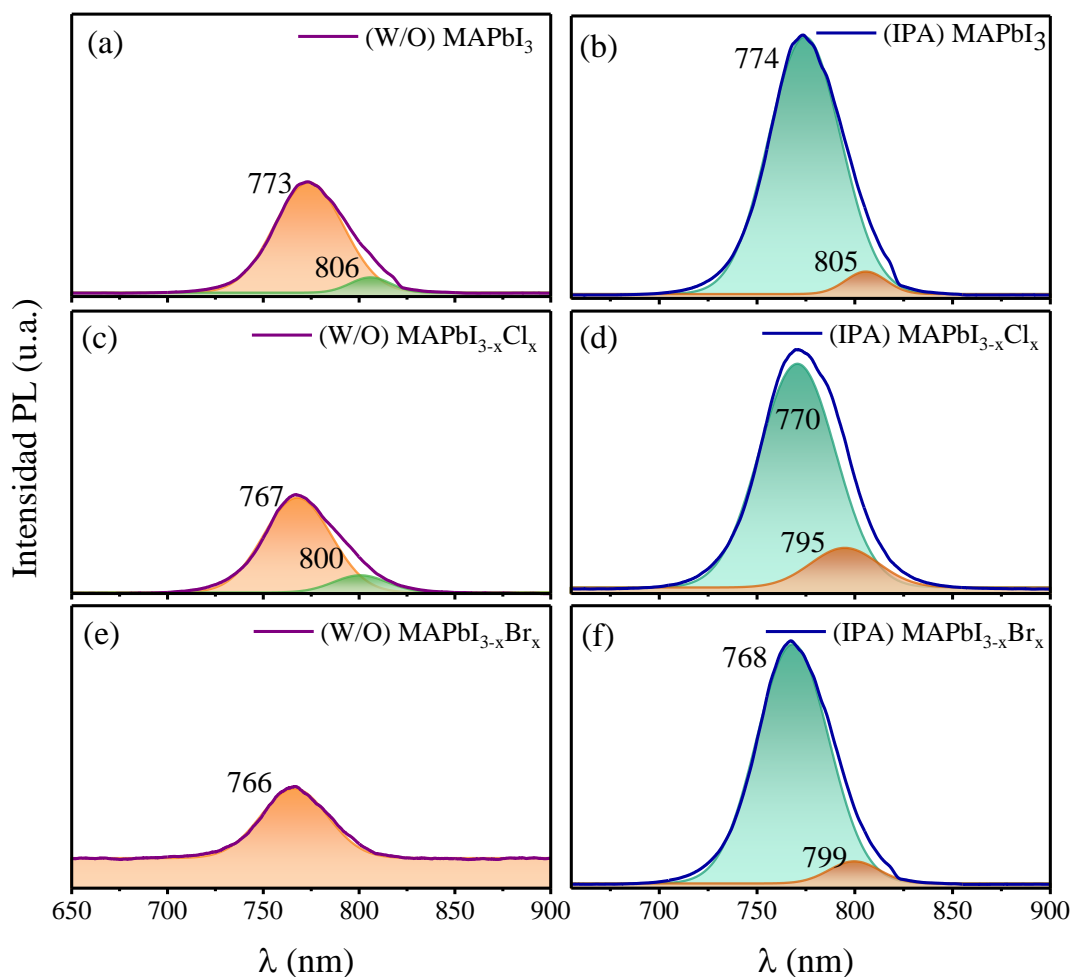 Intensidad PL (u.a.)
(a)
(W/O) MAPbI₃
773
806
(b)
(IPA) MAPbI3
774
805
(c)
(W/O) MAPbI₃₋ₓClₓ
767
800
(d)
(IPA) MAPbI₃₋ₓClₓ
770
795
(e)
(W/O) MAPbI₃₋ₓBrₓ
766
(f)
(IPA) MAPbI₃₋ₓBrₓ
768
799
650 700 750 800 850 900
700 750 800 850 900
λ (nm)
λ (nm)